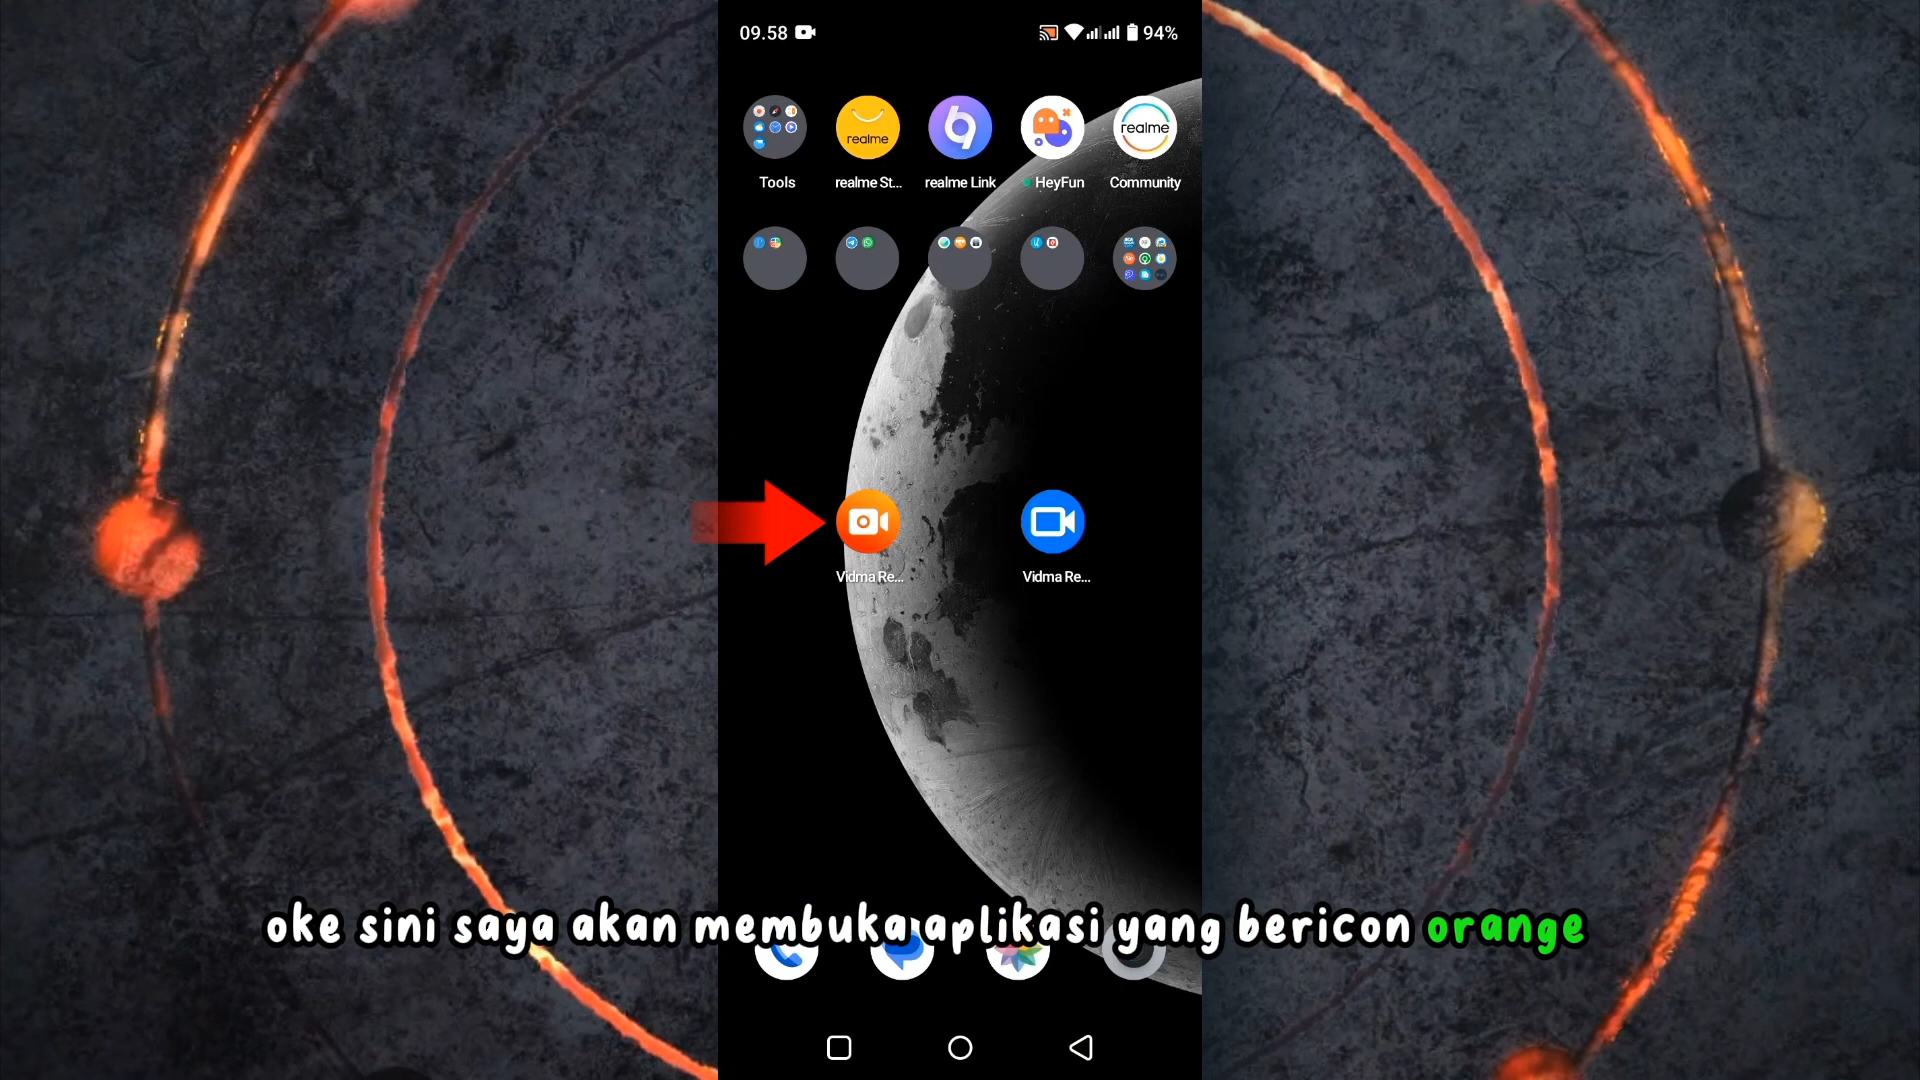 09.58
94%
realme
realme
Tools
realme St...
realme Link
HeyFun
Community
Vidma Re...
Vidma Re...
oke sini saya akan membuka aplikasi yang bericon orange